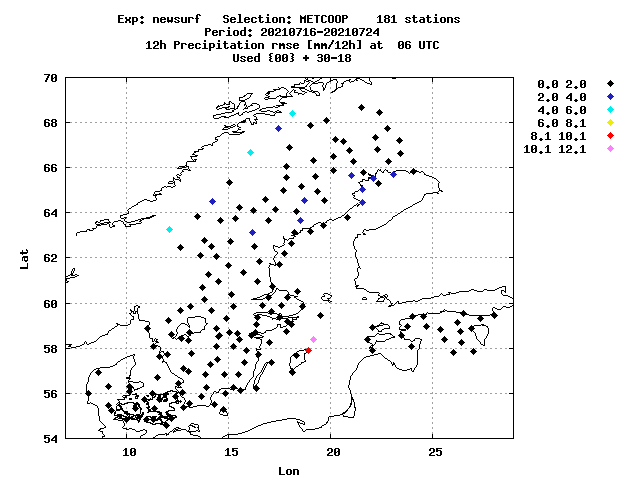 Exp: newsurf Selection: METCOOP 181 stations
Period: 20210716-20210724
12h Precipitation rmse [mm/12h] at 06 UTC
Used {00} + 30-18
70
68
66
64
62
60
58
56
54
Lat
10 15 20 25
Lon
0.0 2.0
2.0 4.0
4.0 6.0
6.0 8.1
8.1 10.1
10.1 12.1